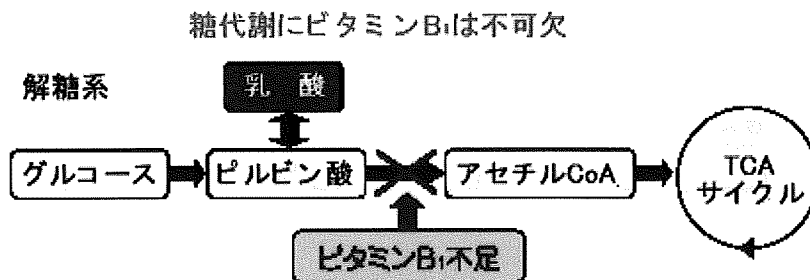 糖代謝にビタミンB₁は不可欠
解糖系
乳 酸
グルコース
ピルビン酸
アセチルCoA
TCA
サイクル
ビタミンB₁不足